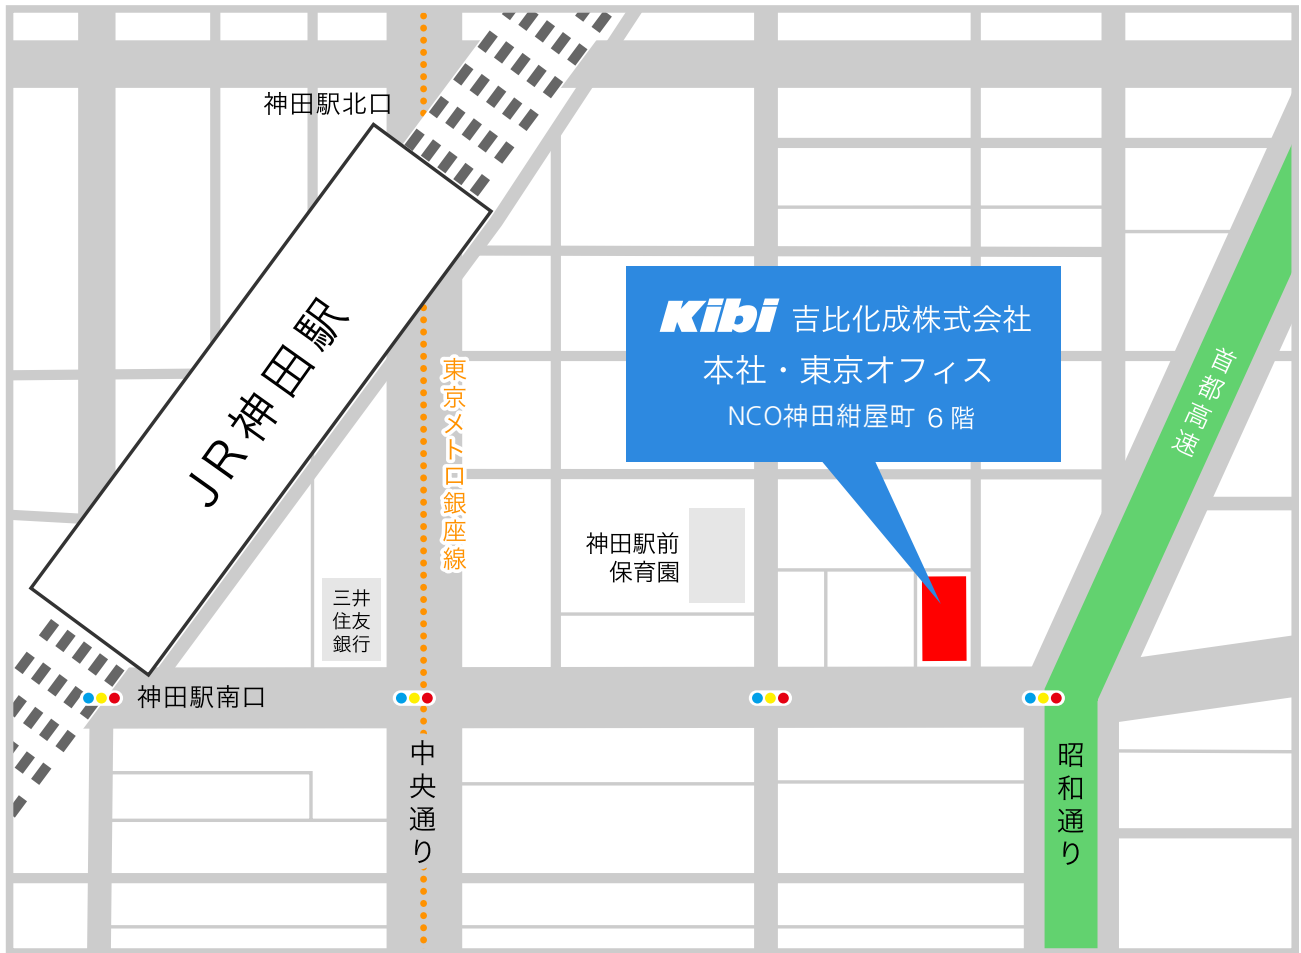 神田駅北口
JR神田駅
Kibi 吉比化成株式会社
本社・東京オフィス
NCO神田紺屋町 6階
首都高速
東京メトロ銀座線
神田駅前
保育園
三井
住友
銀行
神田駅南口
中央通り
昭和通り